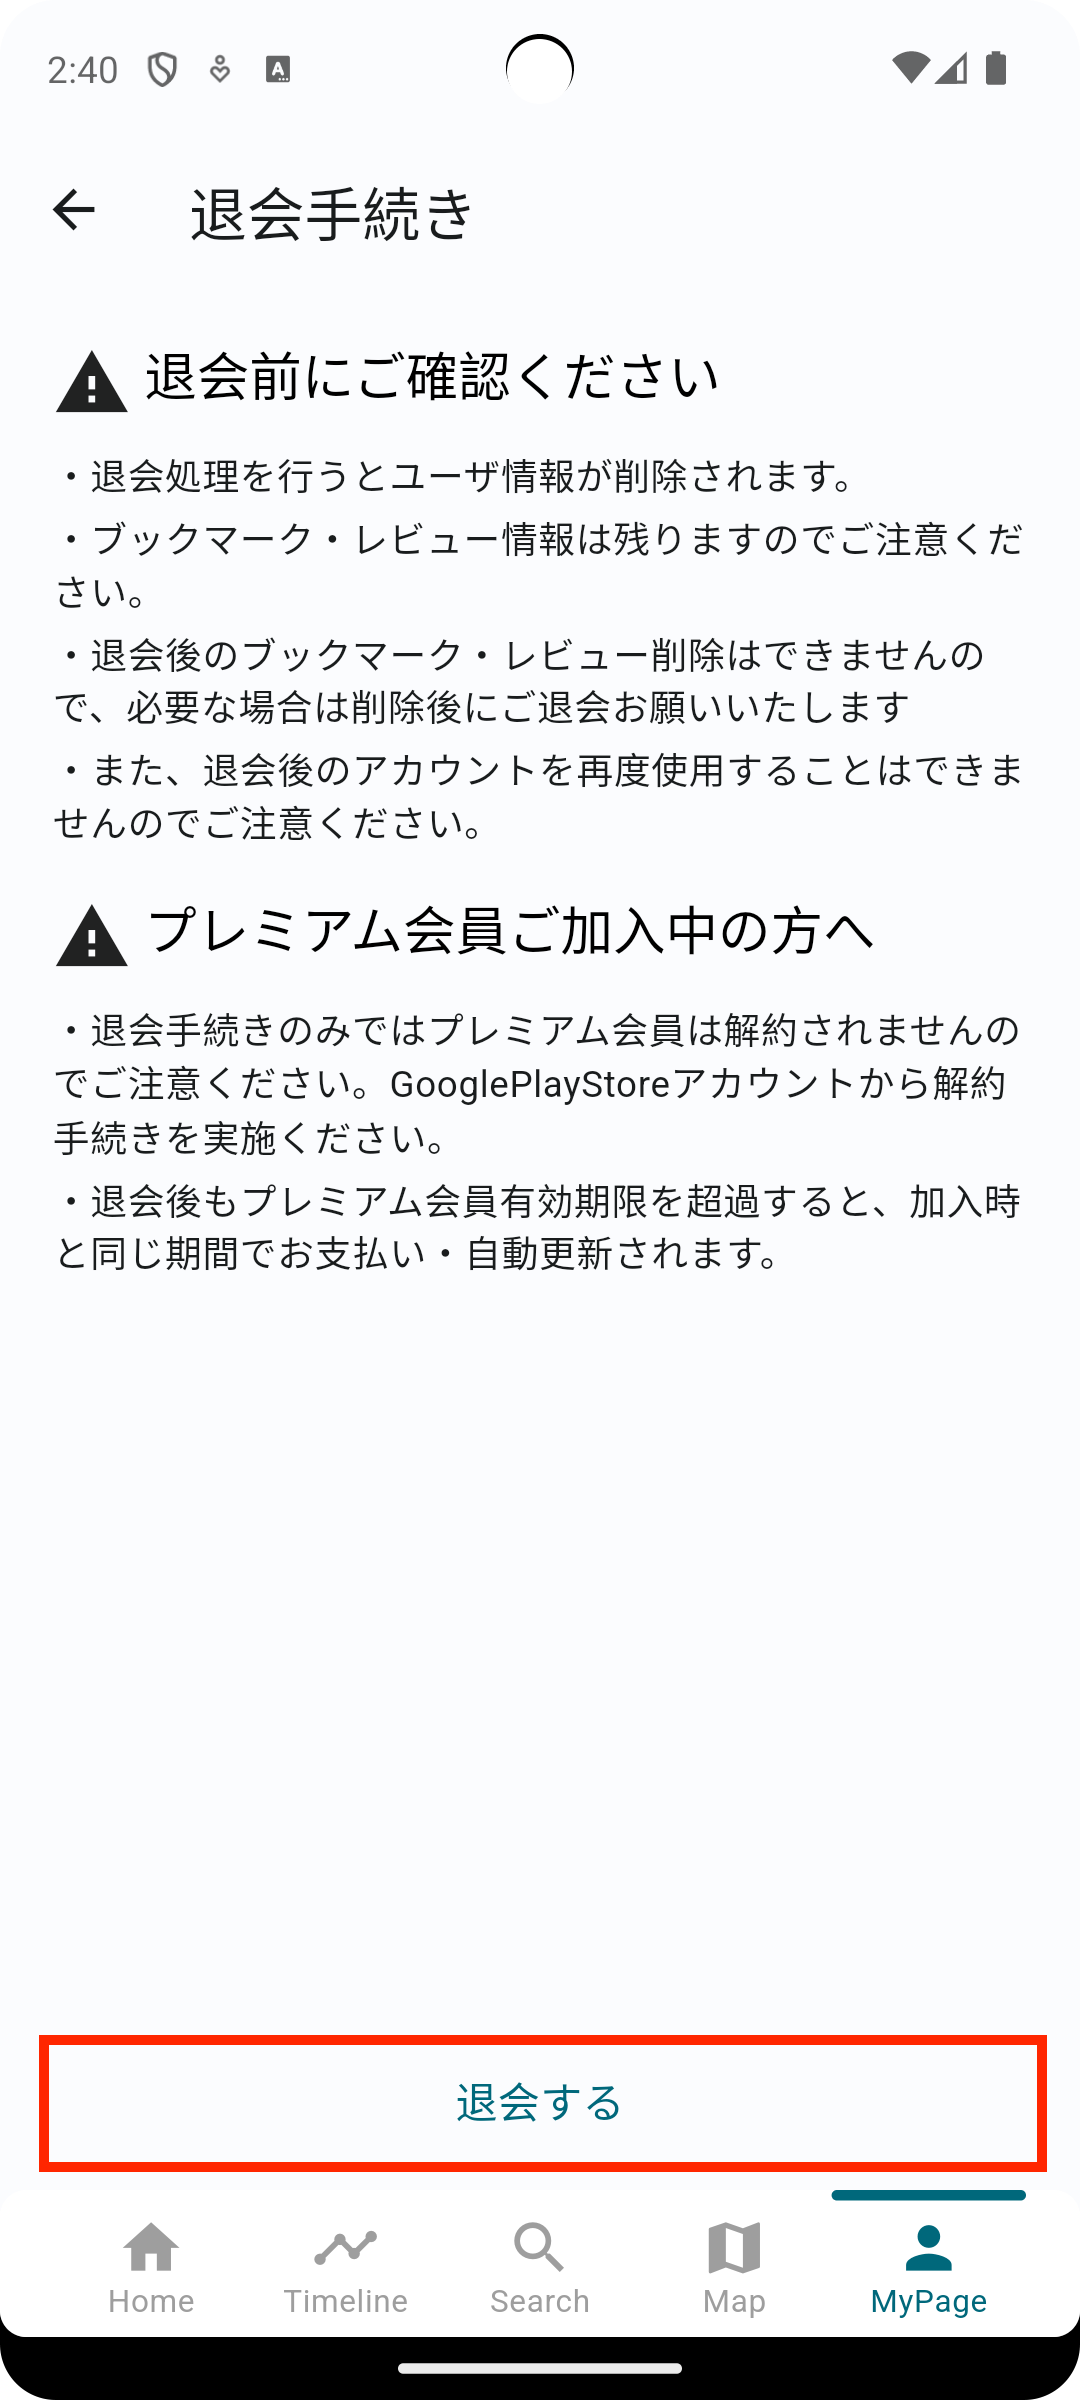 2:40
退会手続き
退会前にご確認ください
・退会処理を行うとユーザ情報が削除されます。
・ブックマーク・レビュー情報は残りますのでご注意くだ
さい。
・退会後のブックマーク・レビュー削除はできませんの
で、必要な場合は削除後にご退会お願いいたします
・また、退会後のアカウントを再度使用することはできま
せんのでご注意ください。
プレミアム会員ご加入中の方へ
・退会手続きのみではプレミアム会員は解約されませんの
でご注意ください。GooglePlayStoreアカウントから解約
手続きを実施ください。
・退会後もプレミアム会員有効期限を超過すると、加入時
と同じ期間でお支払い・自動更新されます。
退会する
Home Timeline Search Map MyPage